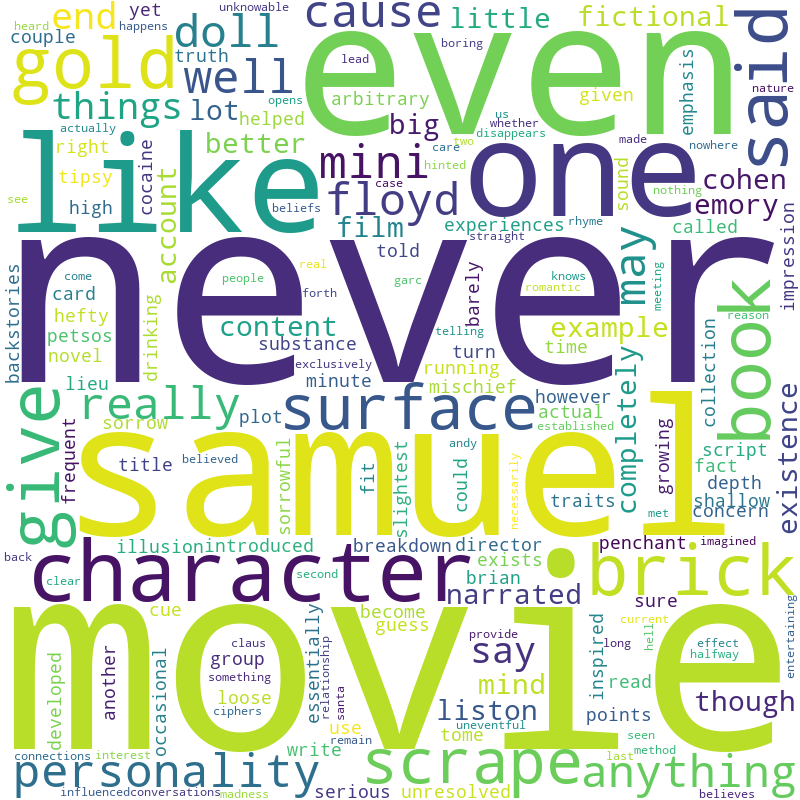 cause little fictional
end
yet
unknowable
heard happens
couple
doll
said
gold
truth
well
even
lead boring
nature
things lot
helped
arbitrary
given
emphasis
opens us whether made
disappears two
nowhere
actually
right
better
big
care
hinted
tipsy
cocaine
like
mini
one
sound
nothing
cohen
see
high
account
beliefs
case
floyd
emory
film
experiences rhyme
called
straight
told
may
impression
never
backstories
come
card
people
real
forth
garc
barely
knows
romantic
meeting
reason
hefty
petsos
novel
drinking
content
substance
exclusively
telling
turn
example
time
book
collection
lieu
minute
running
mischief
completely
however
really
surface
plot
actual
established
growing
script
existence
give
frequent
sorrow
samuel
title
believed
sorrowful
fit
slightest
andy
could
necessarily
traits
met
fact
depth
shallow
concern
back
illusion introduced
breakdown director
penchant imagined
character
exists
brian
brick
clear
second
narrated
sure
movie
cue
become
guess
current
claus
group
something
loose
ciphers
essentially
relationship
santa
provide
say
mind
liston
inspired
long
hell
read
effect
halfway
though
entertaining
developed
another
occasional
use
tome
points
uneventful
write
remain
seen
method
connections interest
personality
unresolved
scrape
anything
last
influenced conversations madness
serious
believes